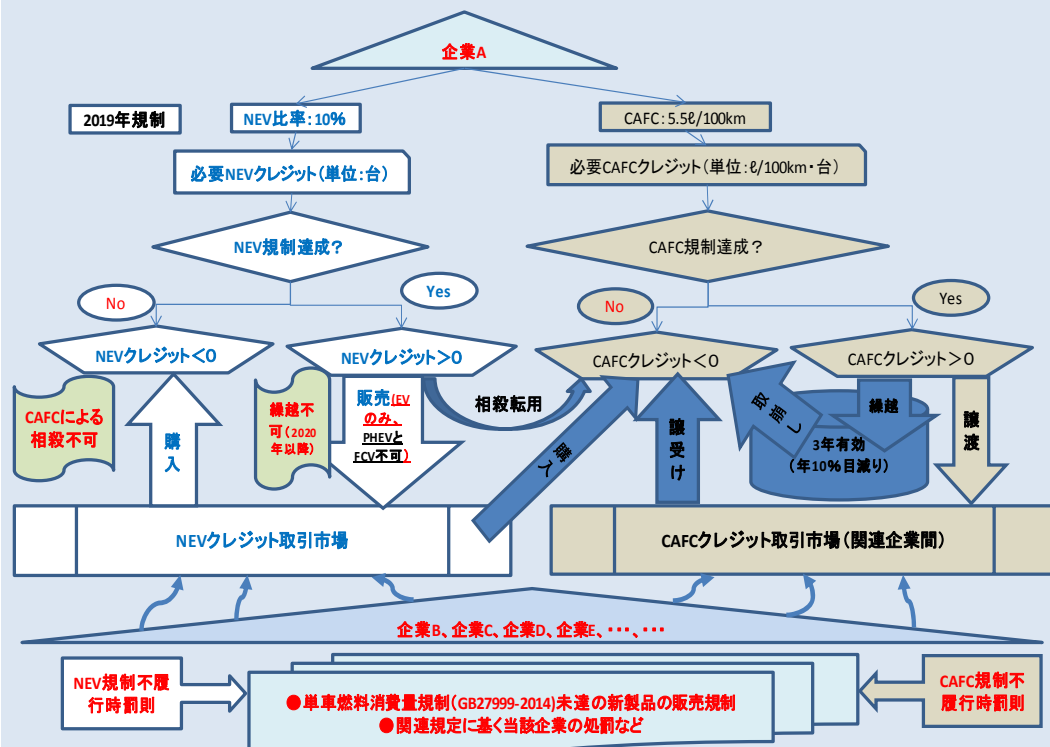 企業A
2019年規制
NEV比率:10%
CAFC:5.5ℓ/100km
必要NEVクレジット(単位:台)
必要CAFCクレジット(単位:ℓ/100km・台)
NEV規制達成?
CAFC規制達成?
No
Yes
No
Yes
NEVクレジット<0
NEVクレジット>0
CAFCクレジット<0
CAFCクレジット>0
CAFCによる
相殺不可
購入
繰越不
可(2020
年以降)
販売(EV
のみ、
PHEVと
FCV不可)
相殺転用
購入
譲受け
取崩し
繰越
3年有効
(年10%目減り)
譲渡
NEVクレジット取引市場
CAFCクレジット取引市場(関連企業間)
企業B、企業C、企業D、企業E、・・・、・・・
NEV規制不履
行時罰則
●単車燃料消費量規制(GB27999-2014)未達の新製品の販売規制
●関連規定に基く当該企業の処罰など
CAFC規制不
履行時罰則